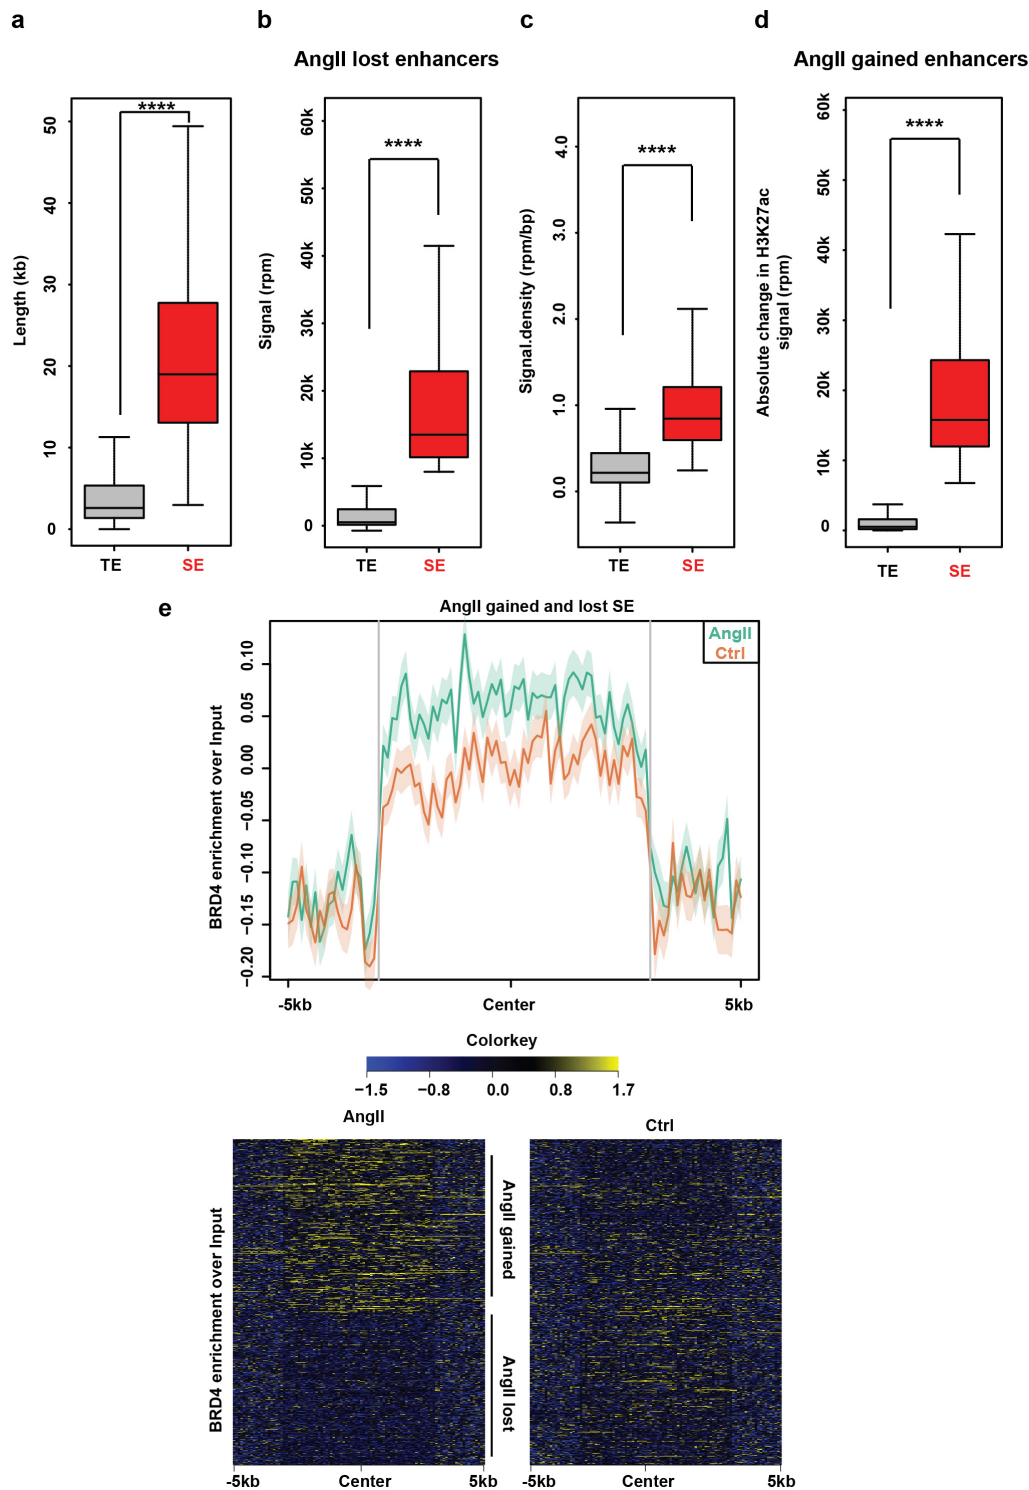 a
b
c
d
AngII lost enhancers
AngII gained enhancers
Length (kb)
0
10
20
30
40
50
****
TE
SE
Signal (rpm)
0
10k
20k
30k
40k
50k
60k
****
TE
SE
Signal.density (rpm/bp)
0.0
1.0
2.0
3.0
4.0
****
TE
SE
Absolute change in H3K27ac
signal (rpm)
0
10k
20k
30k
40k
50k
60k
****
TE
SE
e
AngII gained and lost SE
AngII
Ctrl
BRD4 enrichment over Input
0.10
0.05
0.00
−0.05
−0.10
−0.15
−0.20
-5kb
Center
5kb
Colorkey
−1.5
−0.8
0.0
0.8
1.7
AngII
Ctrl
BRD4 enrichment over Input
AngII gained
AngII lost
-5kb
Center
5kb
-5kb
Center
5kb